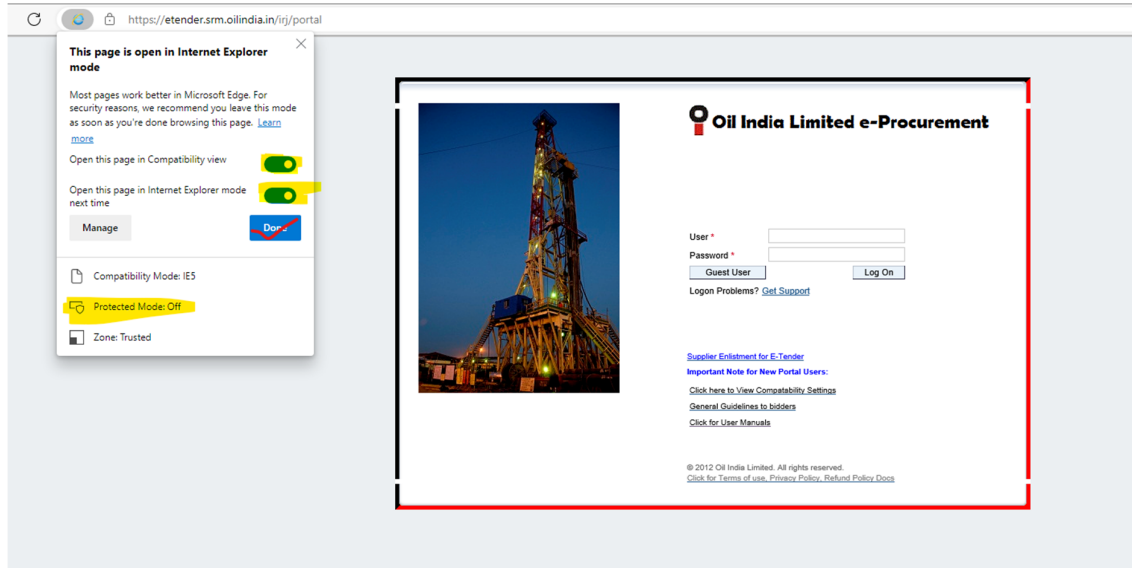 https://etender.srm.oilindia.in/irj/portal
This page is open in Internet Explorer
mode
Most pages work better in Microsoft Edge. For
security reasons, we recommend you leave this mode
as soon as you're done browsing this page. Learn
more
Open this page in Compatibility view
Open this page in Internet Explorer mode
next time
Manage
Done
Compatibility Mode: IE5
Protected Mode: Off
Zone: Trusted
Oil India Limited e-Procurement
User *
Password *
Guest User
Log On
Logon Problems? Get Support
Supplier Enlistment for E-Tender
Important Note for New Portal Users:
Click here to View Compatability Settings
General Guidelines to bidders
Click for User Manuals
© 2012 Oil India Limited. All rights reserved.
Click for Terms of use, Privacy Policy, Refund Policy Docs